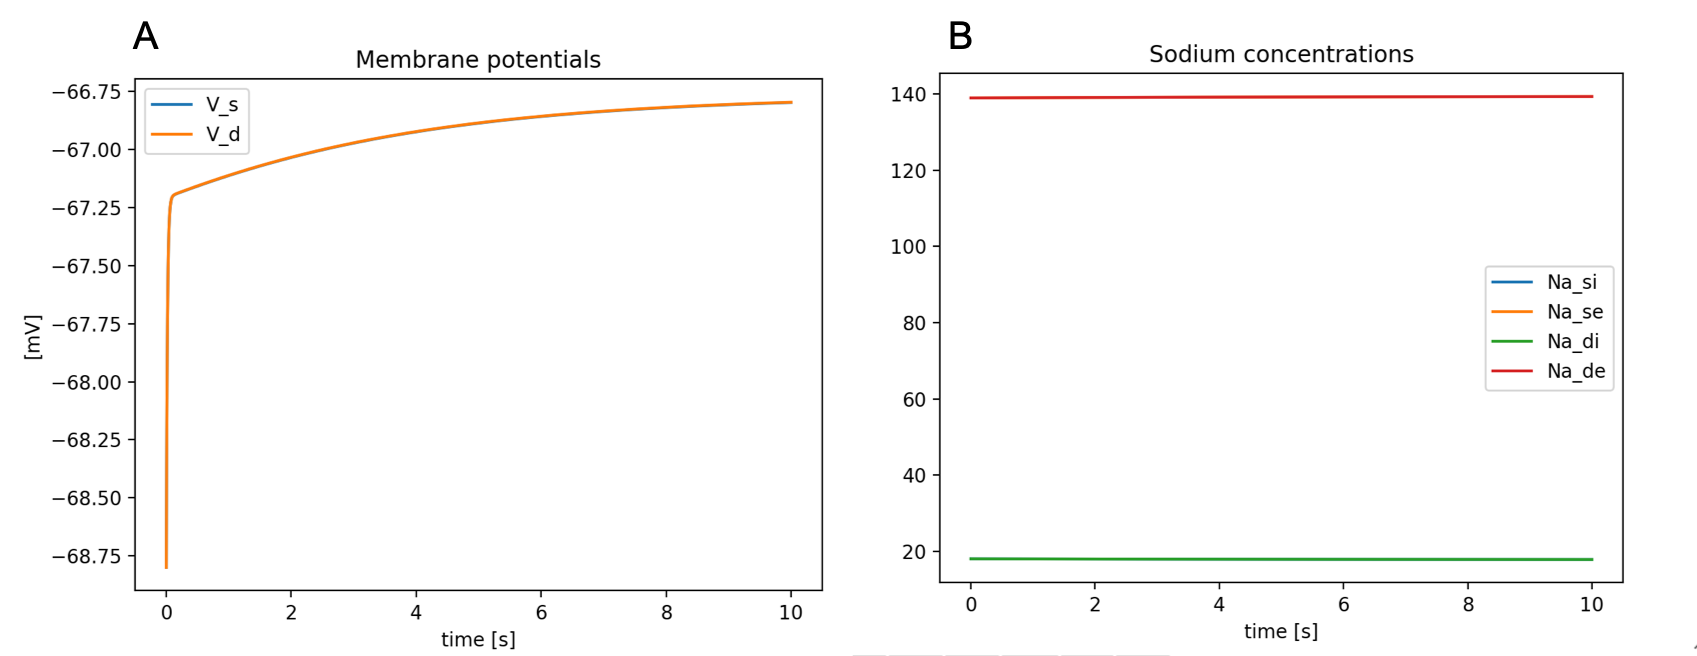 A
Membrane potentials
−66.75
−67.00
−67.25
−67.50
−67.75
−68.00
−68.25
−68.50
−68.75
[mV]
V_s
V_d
0 2 4 6 8 10
time [s]
B
Sodium concentrations
140
120
100
80
60
40
20
Na_si
Na_se
Na_di
Na_de
0 2 4 6 8 10
time [s]